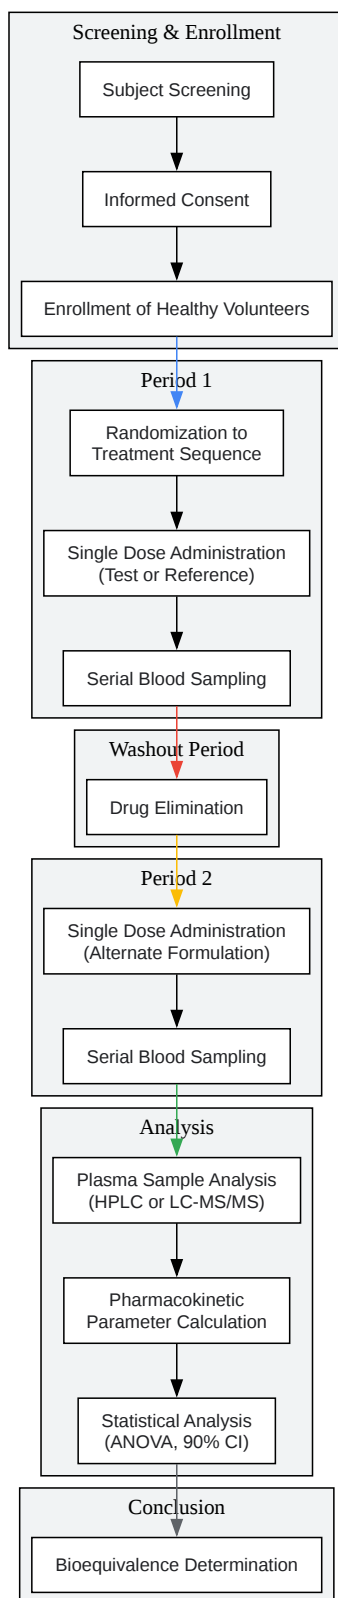 Screening & Enrollment
Subject Screening
Informed Consent
Enrollment of Healthy Volunteers
Period 1
Randomization to
Treatment Sequence
Single Dose Administration
(Test or Reference)
Serial Blood Sampling
Washout Period
Drug Elimination
Period 2
Single Dose Administration
(Alternate Formulation)
Serial Blood Sampling
Analysis
Plasma Sample Analysis
(HPLC or LC-MS/MS)
Pharmacokinetic
Parameter Calculation
Statistical Analysis
(ANOVA, 90% CI)
Conclusion
Bioequivalence Determination